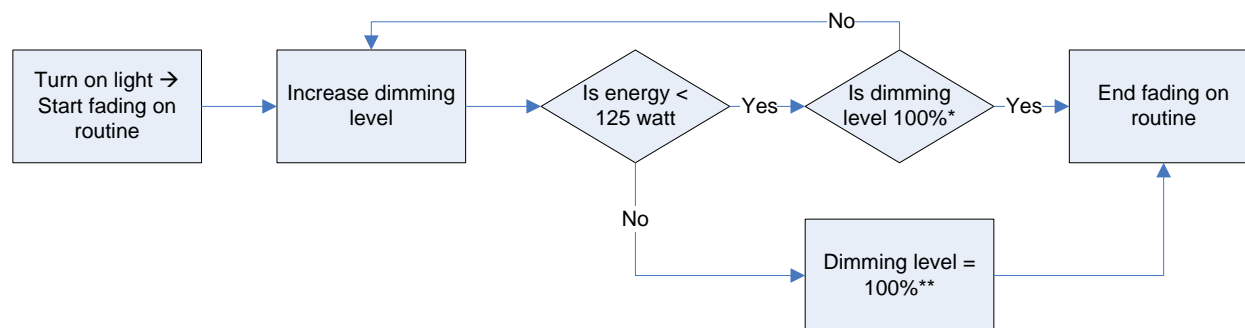 Turn on light →
Start fading on
routine
Increase dimming
level
Is energy <
125 watt
Yes
Is dimming
level 100%*
No
Yes
End fading on
routine
No
Dimming level =
100%**